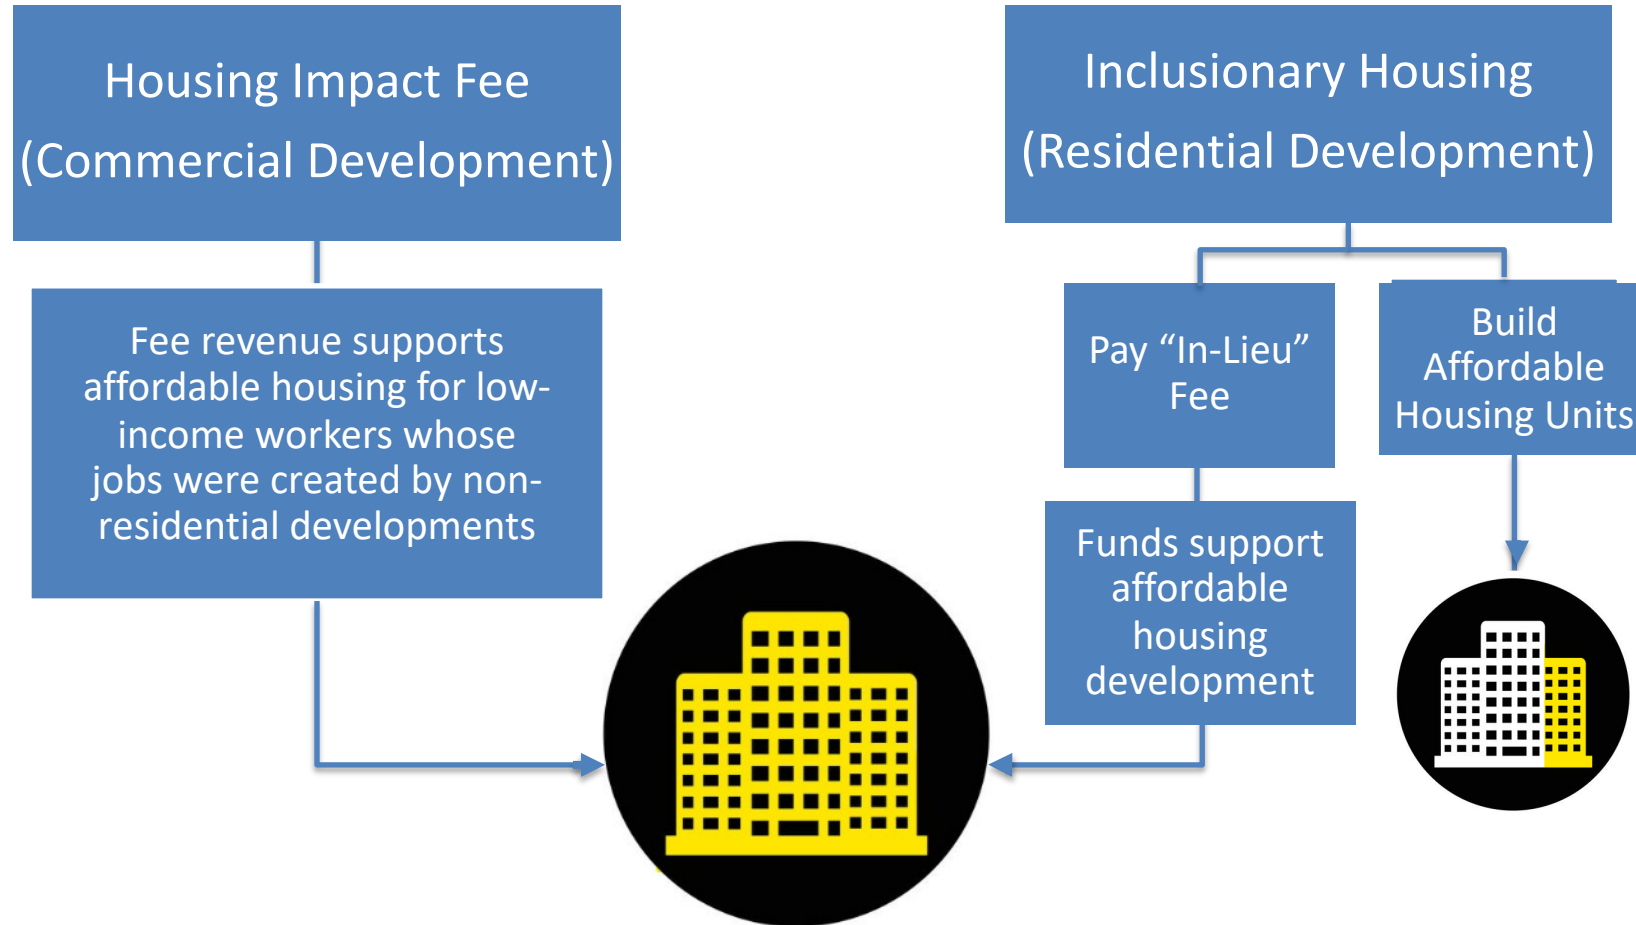 Housing Impact Fee
(Commercial Development)
Fee revenue supports
affordable housing for low-
income workers whose
jobs were created by non-
residential developments
Inclusionary Housing
(Residential Development)
Pay “In-Lieu”
Fee
Funds support
affordable
housing
development
Build
Affordable
Housing Units